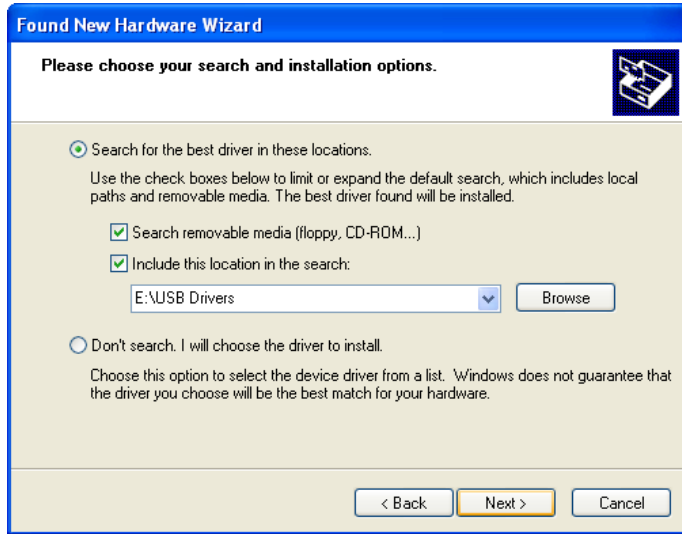 Found New Hardware Wizard
Please choose your search and installation options.
Search for the best driver in these locations.
Use the check boxes below to limit or expand the default search, which includes local
paths and removable media. The best driver found will be installed.
Search removable media (floppy, CD-ROM...)
Include this location in the search:
E:\USB Drivers
Browse
Don't search. I will choose the driver to install.
Choose this option to select the device driver from a list. Windows does not guarantee that
the driver you choose will be the best match for your hardware.
< Back
Next >
Cancel